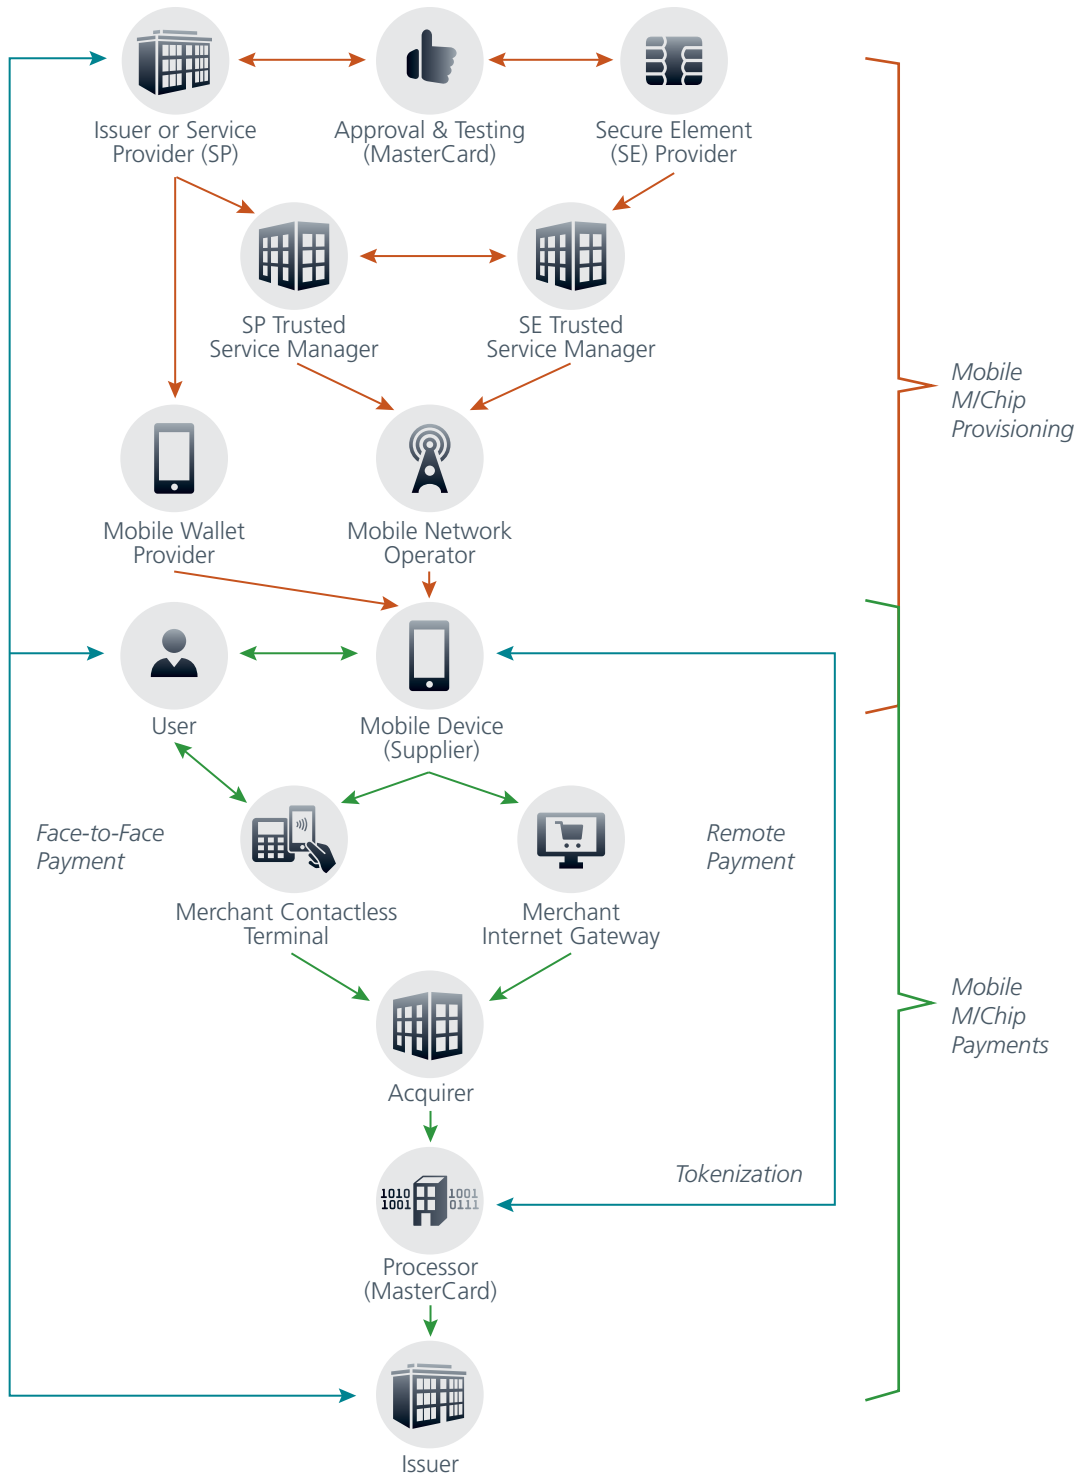 Issuer or Service
Provider (SP)
Approval & Testing
(MasterCard)
Secure Element
(SE) Provider
SP Trusted
Service Manager
SE Trusted
Service Manager
Mobile
M/Chip
Provisioning
Mobile Wallet
Provider
Mobile Network
Operator
User
Mobile Device
(Supplier)
Face-to-Face
Payment
Remote
Payment
Merchant Contactless
Terminal
Merchant
Internet Gateway
Mobile
M/Chip
Payments
Acquirer
Tokenization
1010
1001
1001
0111
Processor
(MasterCard)
Issuer